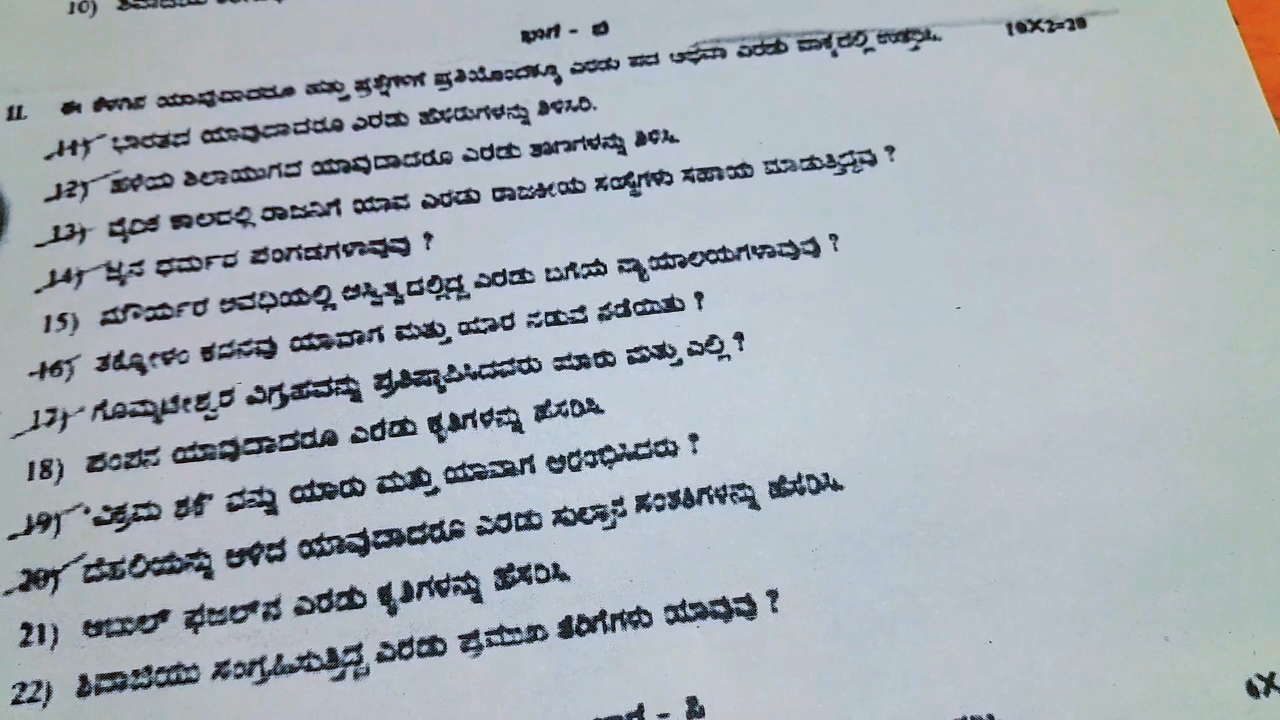 10)
ಭಾಗ - ಬಿ
II. ಈ ಕೆಳಗಿನ ಯಾವುದಾದರೂ ಹತ್ತು ಪ್ರಶ್ನೆಗಳಿಗೆ ಪ್ರತಿಯೊಂದಕ್ಕೂ ಎರಡು ಪದ ಅಥವಾ ಎರಡು ವಾಕ್ಯದಲ್ಲಿ ಉತ್ತರಿಸಿ. 10X2=20
11) ಭಾರತದ ಯಾವುದಾದರೂ ಎರಡು ಹೆಸರುಗಳನ್ನು ತಿಳಿಸಿರಿ.
12) ಹಳೆಯ ಶಿಲಾಯುಗದ ಯಾವುದಾದರೂ ಎರಡು ತಾಣಗಳನ್ನು ತಿಳಿಸಿ
13) ವೈದಿಕ ಕಾಲದಲ್ಲಿ ರಾಜನಿಗೆ ಯಾವ ಎರಡು ರಾಜಕೀಯ ಸಂಸ್ಥೆಗಳು ಸಹಾಯ ಮಾಡುತ್ತಿದ್ದವು ?
14) ಜೈನ ಧರ್ಮದ ಪಂಗಡಗಳಾವುವು ?
15) ಮೌರ್ಯರ ಅವಧಿಯಲ್ಲಿ ಅಸ್ತಿತ್ವದಲ್ಲಿದ್ದ ಎರಡು ಬಗೆಯ ನ್ಯಾಯಾಲಯಗಳಾವುವು ?
16) ತಕ್ಕೋಳಂ ಕದನವು ಯಾವಾಗ ಮತ್ತು ಯಾರ ನಡುವೆ ನಡೆಯಿತು ?
17) ಗೊಮ್ಮಟೇಶ್ವರ ವಿಗ್ರಹವನ್ನು ಪ್ರತಿಷ್ಠಾಪಿಸಿದವರು ಯಾರು ಮತ್ತು ಎಲ್ಲಿ ?
18) ಪಂಪನ ಯಾವುದಾದರೂ ಎರಡು ಕೃತಿಗಳನ್ನು ಹೆಸರಿಸಿ
19) 'ವಿಕ್ರಮ ಶಕೆ' ವನ್ನು ಯಾರು ಮತ್ತು ಯಾವಾಗ ಆರಂಭಿಸಿದರು ?
20) ದೆಹಲಿಯನ್ನು ಆಳಿದ ಯಾವುದಾದರೂ ಎರಡು ಸುಲ್ತಾನ ಸಂತತಿಗಳನ್ನು ಹೆಸರಿಸಿ.
21) ಅಬುಲ್ ಫಜಲ್‌ನ ಎರಡು ಕೃತಿಗಳನ್ನು ಹೆಸರಿಸಿ
22) ಶಿವಾಜಿಯು ಸಂಗ್ರಹಿಸುತ್ತಿದ್ದ ಎರಡು ಪ್ರಮುಖ ತೆರಿಗೆಗಳು ಯಾವುವು ?
ಭಾಗ - ಸಿ
6X